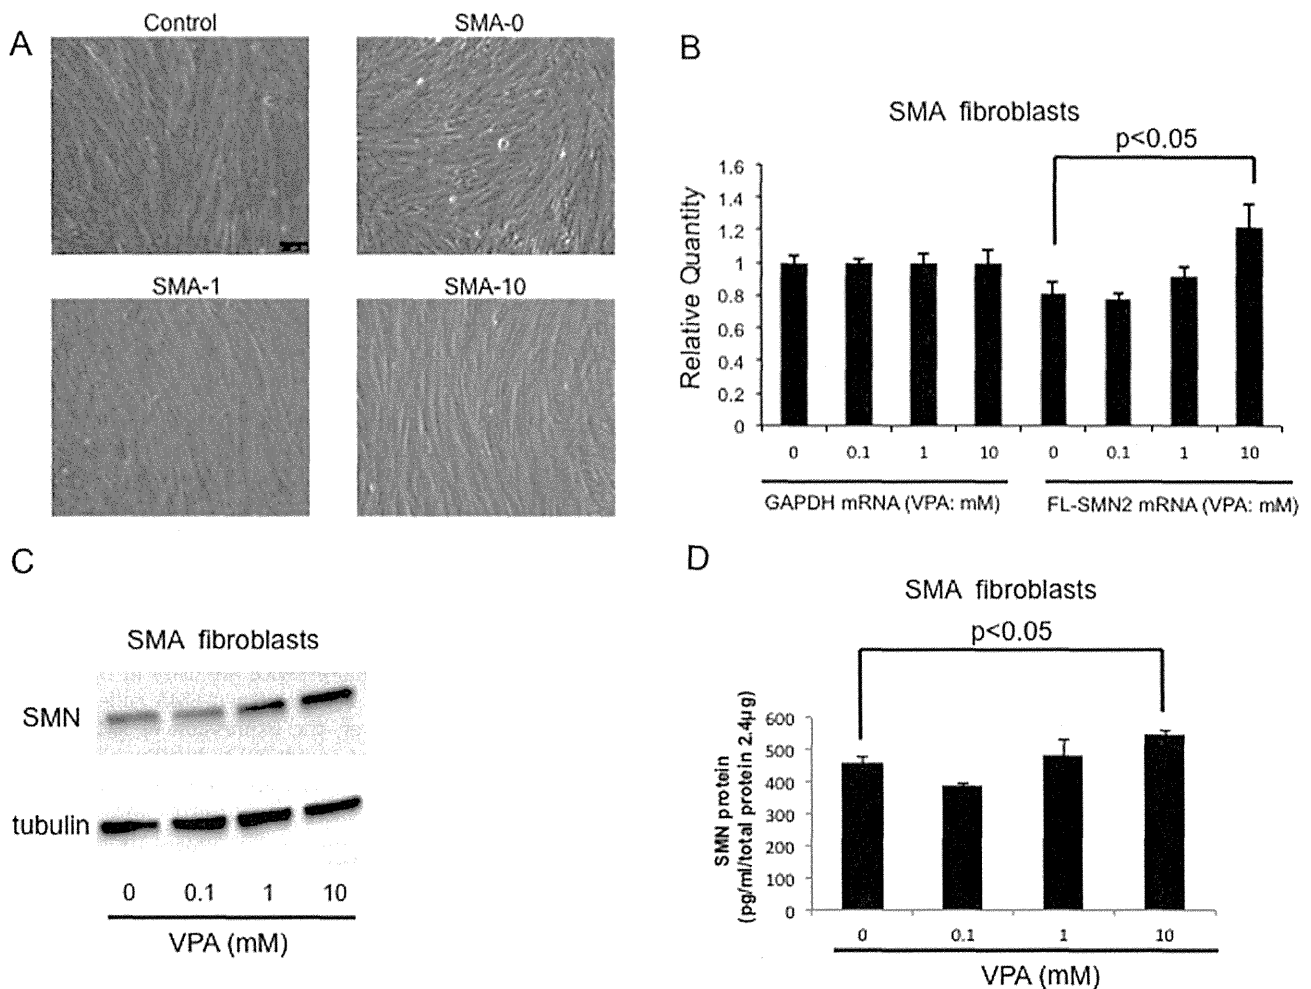 A
Control
SMA-0
SMA-1
SMA-10
B
SMA fibroblasts
p<0.05
Relative Quantity
1.6
1.4
1.2
1
0.8
0.6
0.4
0.2
0
0 0.1 1 10 0 0.1 1 10
GAPDH mRNA (VPA: mM) FL-SMN2 mRNA (VPA: mM)
C
SMA fibroblasts
SMN
tubulin
0 0.1 1 10
VPA (mM)
D
SMA fibroblasts
p<0.05
SMN protein
(pg/ml/total protein 2.4μg)
600
500
400
300
200
100
0
0 0.1 1 10
VPA (mM)